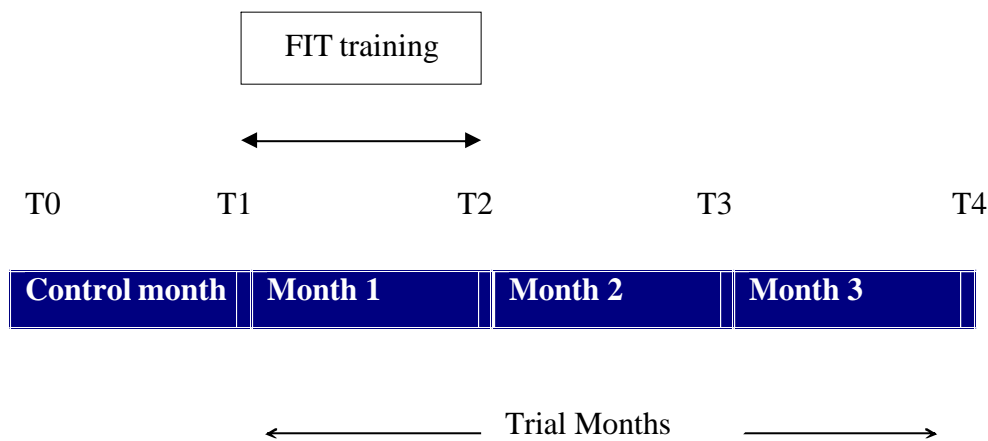 FIT training
T0 T1 T2 T3 T4
Control month Month 1 Month 2 Month 3
Trial Months